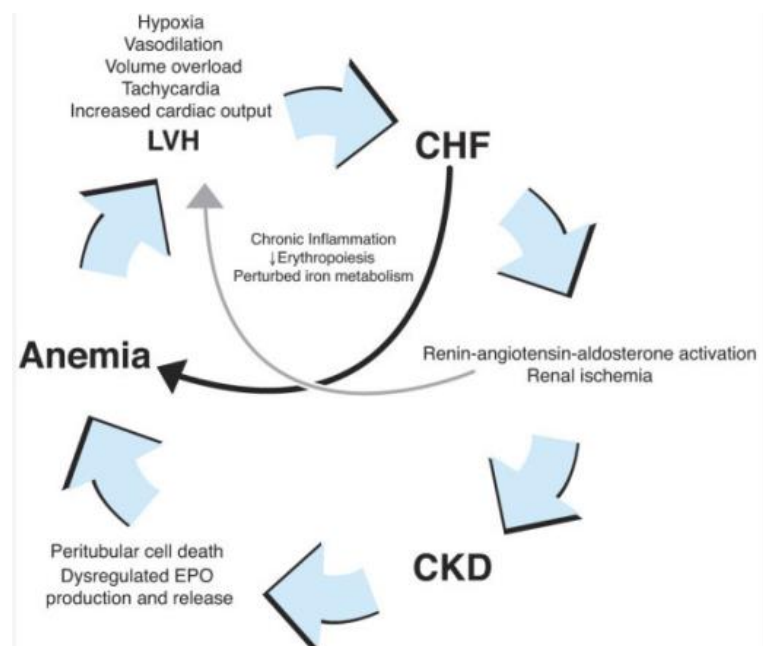 Hypoxia
Vasodilation
Volume overload
Tachycardia
Increased cardiac output
LVH
CHF
Chronic Inflammation
↓Erythropoiesis
Perturbed iron metabolism
Anemia
Renin-angiotensin-aldosterone activation
Renal ischemia
Peritubular cell death
Dysregulated EPO
production and release
CKD